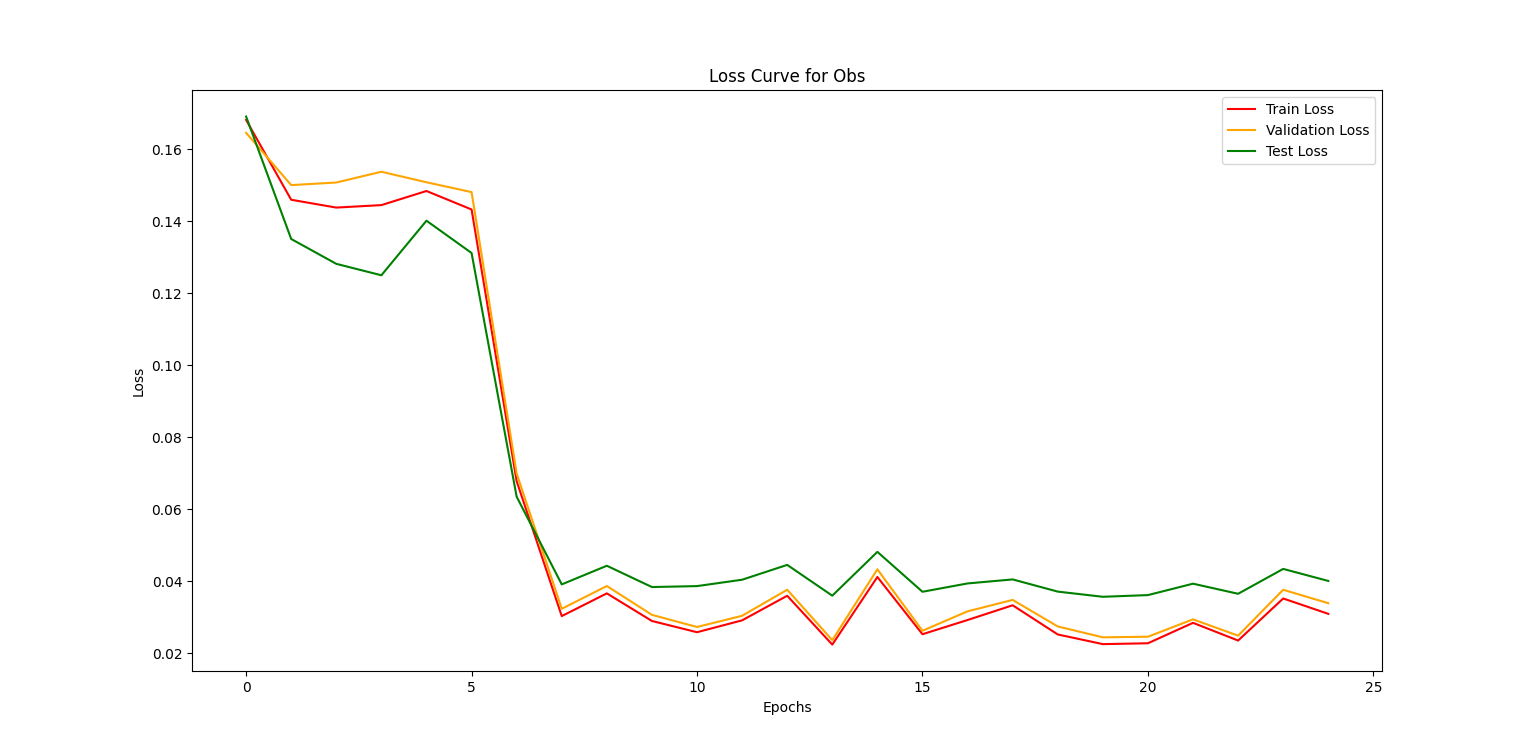 Loss Curve for Obs
Train Loss
Validation Loss
Test Loss
0.16
0.14
0.12
0.10
0.08
0.06
0.04
0.02
Loss
0 5 10 15 20 25
Epochs